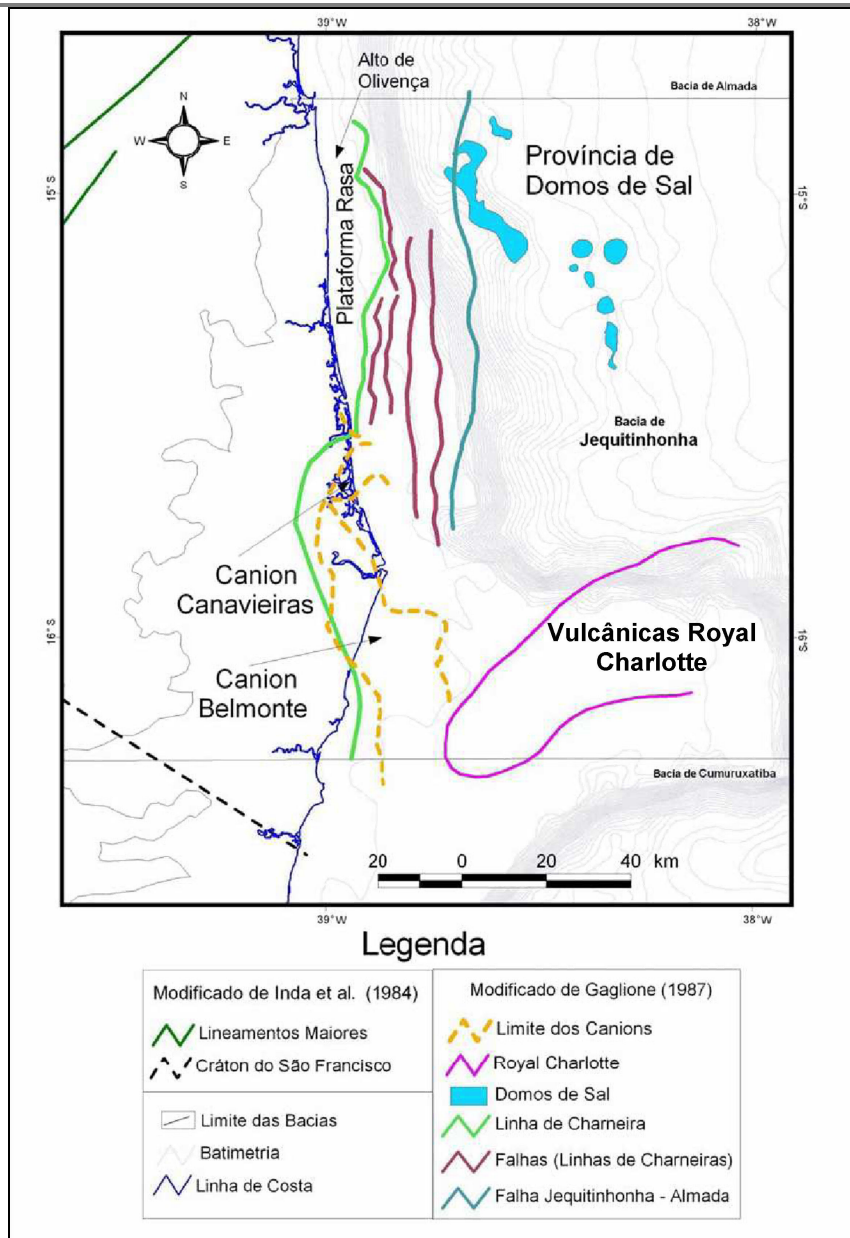 39°W
38°W
Alto de
Olivença
Bacia de Almada
N
W
E
S
Província de
Domos de Sal
15°S
15°S
Plataforma Rasa
Bacia de
Jequitinhonha
Canion
Canavieiras
16°S
16°S
Vulcânicas Royal
Charlotte
Canion
Belmonte
Bacia de Cumuruxatiba
20 0 20 40 km
39°W
38°W
Legenda
Modificado de Inda et al. (1984)
Lineamentos Maiores
Cráton do São Francisco
Limite das Bacias
Batimetria
Linha de Costa
Modificado de Gaglione (1987)
Limite dos Canions
Royal Charlotte
Domos de Sal
Linha de Charneira
Falhas (Linhas de Charneiras)
Falha Jequitinhonha - Almada